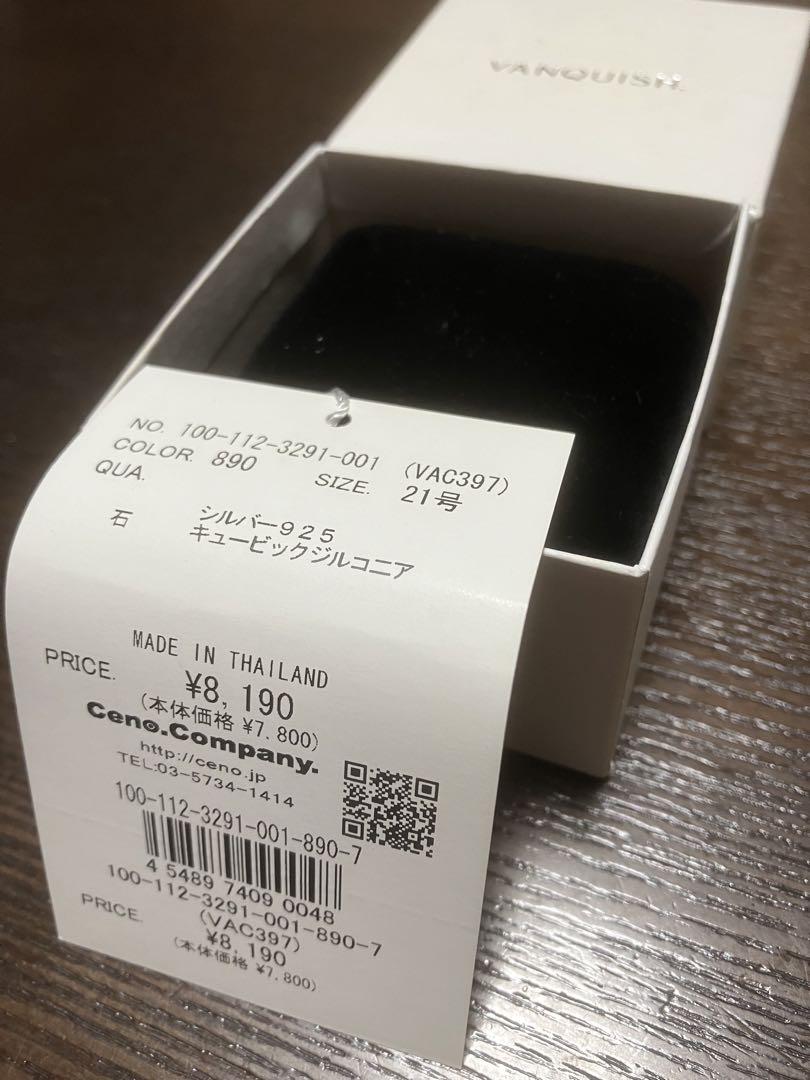 VANQUISH.
NO. 100-112-3291-001 (VAC397)
COLOR. 890 SIZE. 21号
QUA.
シルバー925
石 キュービックジルコニア
MADE IN THAILAND
PRICE. ¥8,190
(本体価格 ¥7,800)
Ceno.Company.
http://ceno.jp
TEL:03-5734-1414
100-112-3291-001-890-7
4 54897 7409 0048
100-112-3291-001-890-7
(VAC397)
PRICE. ¥8,190
(本体価格 ¥7,800)